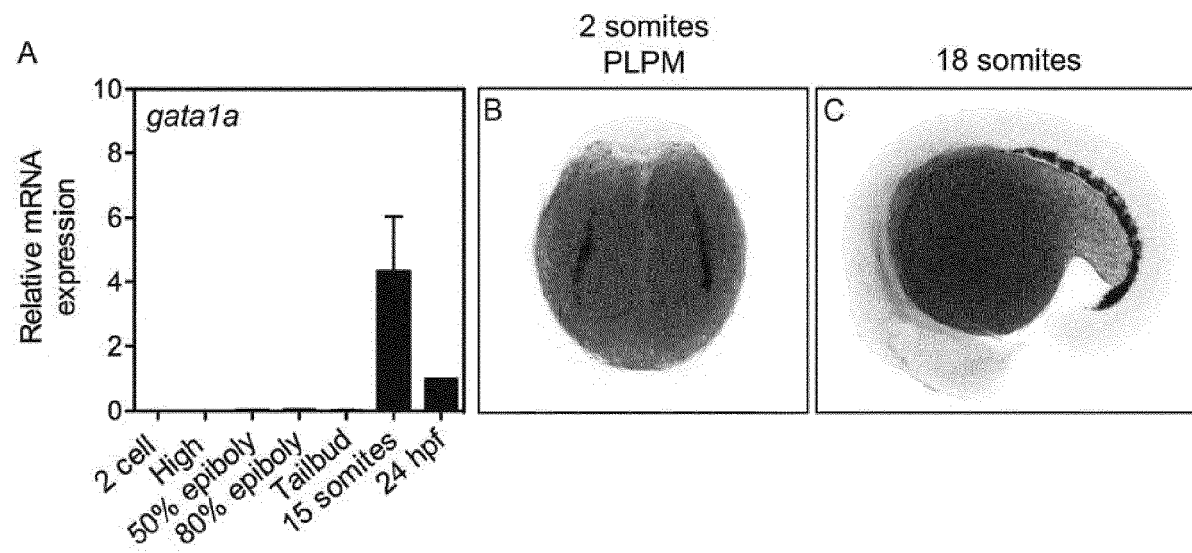 A
2 somites
PLPM
18 somites
gata1a
B
C
Relative mRNA
expression
10
8
6
4
2
0
2 cell
High
50% epiboly
80% epiboly
Tailbud
15 somites
24 hpf